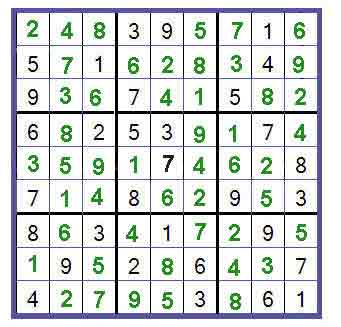 2 4 8 3 9 5 7 1 6
5 7 1 6 2 8 3 4 9
9 3 6 7 4 1 5 8 2
6 8 2 5 3 9 1 7 4
3 5 9 1 7 4 6 2 8
7 1 4 8 6 2 9 5 3
8 6 3 4 1 7 2 9 5
1 9 5 2 8 6 4 3 7
4 2 7 9 5 3 8 6 1